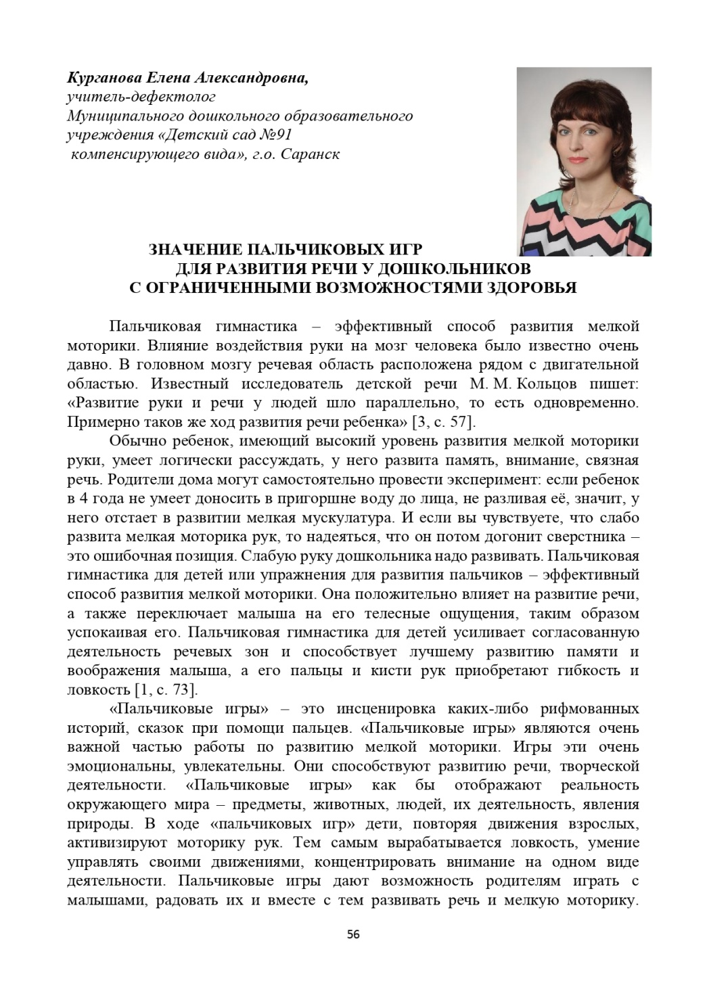 Курганова Елена Александровна,
учитель-дефектолог
Муниципального дошкольного образовательного
учреждения «Детский сад №91
компенсирующего вида», г.о. Саранск
ЗНАЧЕНИЕ ПАЛЬЧИКОВЫХ ИГР
ДЛЯ РАЗВИТИЯ РЕЧИ У ДОШКОЛЬНИКОВ
С ОГРАНИЧЕННЫМИ ВОЗМОЖНОСТЯМИ ЗДОРОВЬЯ
Пальчиковая гимнастика – эффективный способ развития мелкой
моторики. Влияние воздействия руки на мозг человека было известно очень
давно. В головном мозгу речевая область расположена рядом с двигательной
областью. Известный исследователь детской речи М. М. Кольцов пишет:
«Развитие руки и речи у людей шло параллельно, то есть одновременно.
Примерно таков же ход развития речи ребенка» [3, с. 57].
Обычно ребенок, имеющий высокий уровень развития мелкой моторики
руки, умеет логически рассуждать, у него развита память, внимание, связная
речь. Родители дома могут самостоятельно провести эксперимент: если ребенок
в 4 года не умеет доносить в пригоршне воду до лица, не разливая её, значит, у
него отстает в развитии мелкая мускулатура. И если вы чувствуете, что слабо
развита мелкая моторика рук, то надеяться, что он потом догонит сверстника –
это ошибочная позиция. Слабую руку дошкольника надо развивать. Пальчиковая
гимнастика для детей или упражнения для развития пальчиков – эффективный
способ развития мелкой моторики. Она положительно влияет на развитие речи,
а также переключает малыша на его телесные ощущения, таким образом
успокаивая его. Пальчиковая гимнастика для детей усиливает согласованную
деятельность речевых зон и способствует лучшему развитию памяти и
воображения малыша, а его пальцы и кисти рук приобретают гибкость и
ловкость [1, с. 73].
«Пальчиковые игры» – это инсценировка каких-либо рифмованных
историй, сказок при помощи пальцев. «Пальчиковые игры» являются очень
важной частью работы по развитию мелкой моторики. Игры эти очень
эмоциональны, увлекательны. Они способствуют развитию речи, творческой
деятельности. «Пальчиковые игры» как бы отображают реальность
окружающего мира – предметы, животных, людей, их деятельность, явления
природы. В ходе «пальчиковых игр» дети, повторяя движения взрослых,
активизируют моторику рук. Тем самым вырабатывается ловкость, умение
управлять своими движениями, концентрировать внимание на одном виде
деятельности. Пальчиковые игры дают возможность родителям играть с
малышами, радовать их и вместе с тем развивать речь и мелкую моторику.
56